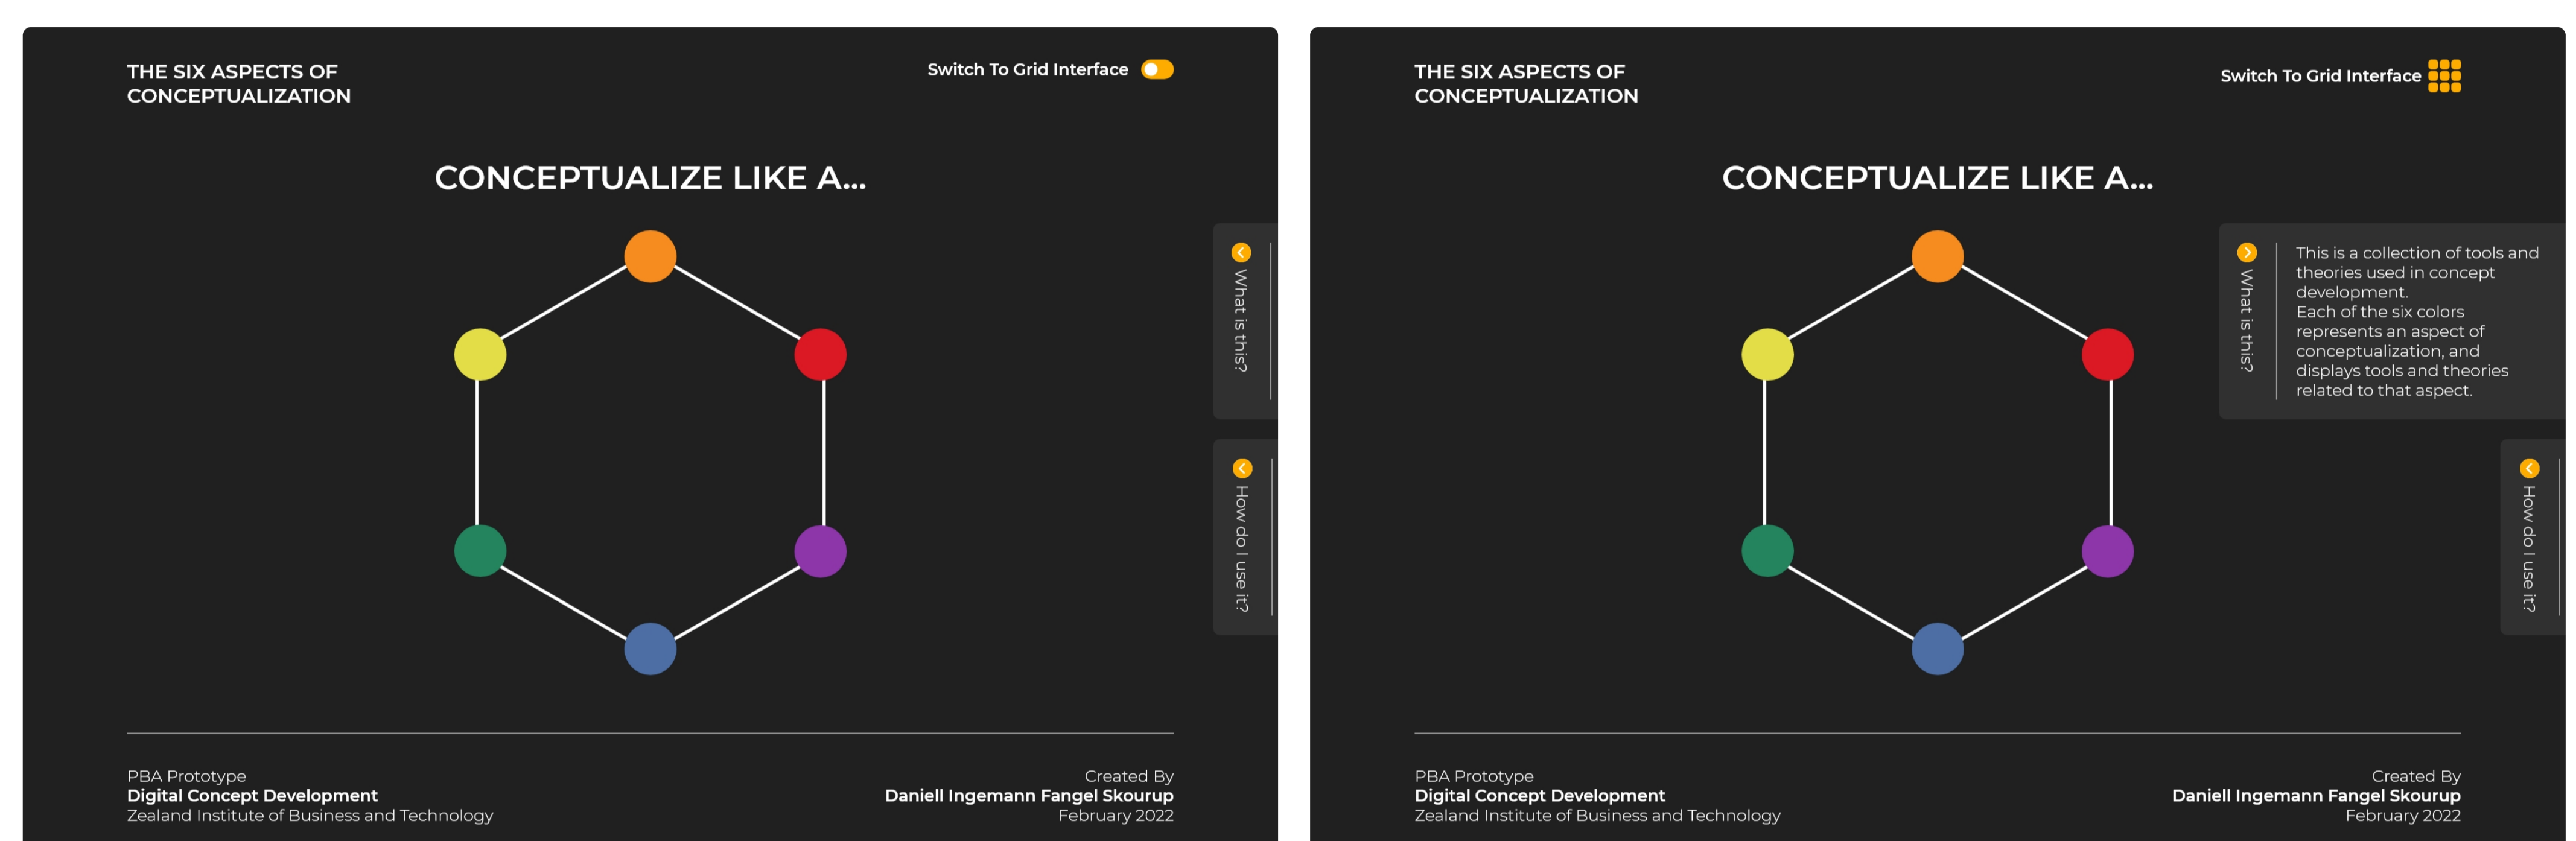 THE SIX ASPECTS OF
CONCEPTUALIZATION
Switch To Grid Interface
CONCEPTUALIZE LIKE A...
What is this?
How do I use it?
PBA Prototype
Digital Concept Development
Zealand Institute of Business and Technology
Created By
Daniell Ingemann Fangel Skourup
February 2022
THE SIX ASPECTS OF
CONCEPTUALIZATION
Switch To Grid Interface
CONCEPTUALIZE LIKE A...
What is this?
This is a collection of tools and
theories used in concept
development.
Each of the six colors
represents an aspect of
conceptualization, and
displays tools and theories
related to that aspect.
How do I use it?
PBA Prototype
Digital Concept Development
Zealand Institute of Business and Technology
Created By
Daniell Ingemann Fangel Skourup
February 2022